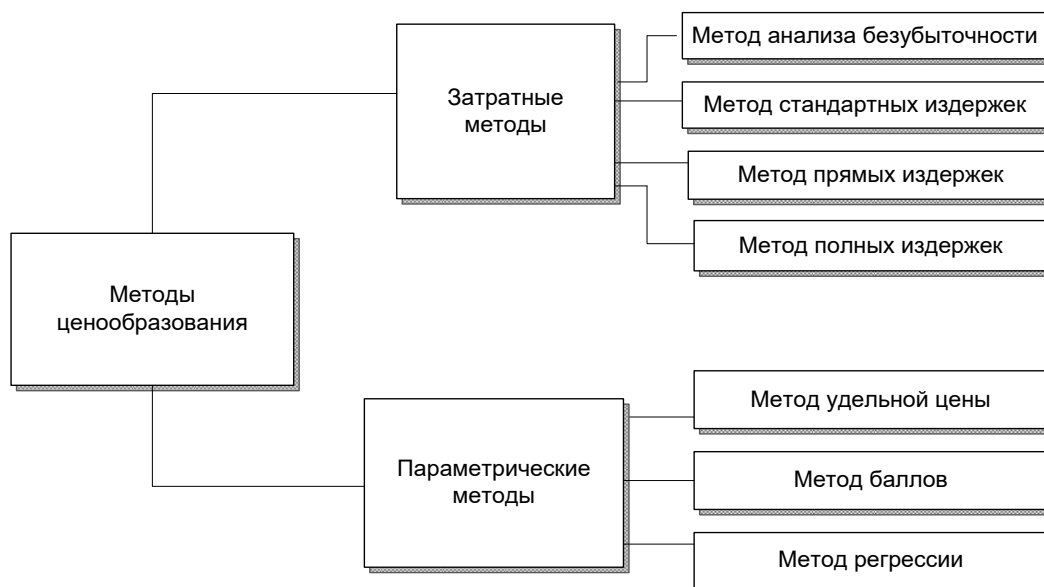 Метод анализа безубыточности
Затратные
методы
Метод стандартных издержек
Метод прямых издержек
Метод полных издержек
Методы
ценообразования
Метод удельной цены
Параметрические
методы
Метод баллов
Метод регрессии